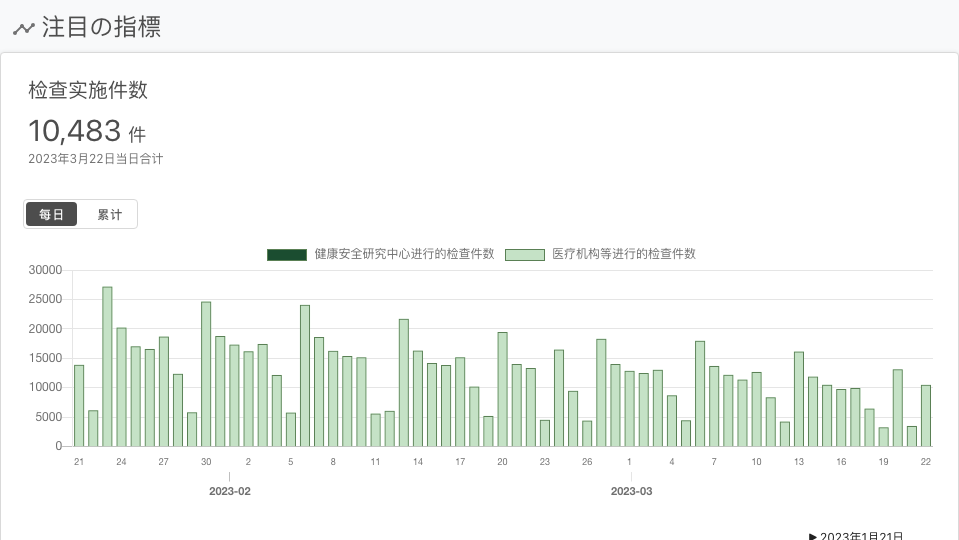 注目の指標
检查实施件数
10,483 件
2023年3月22日当日合计
每日 累计
健康安全研究中心进行的检查件数 医疗机构等进行的检查件数
30000
25000
20000
15000
10000
5000
0
21 24 27 30 2 5 8 11 14 17 20 23 26 1 4 7 10 13 16 19 22
2023-02 2023-03
▶ 2023年1月21日